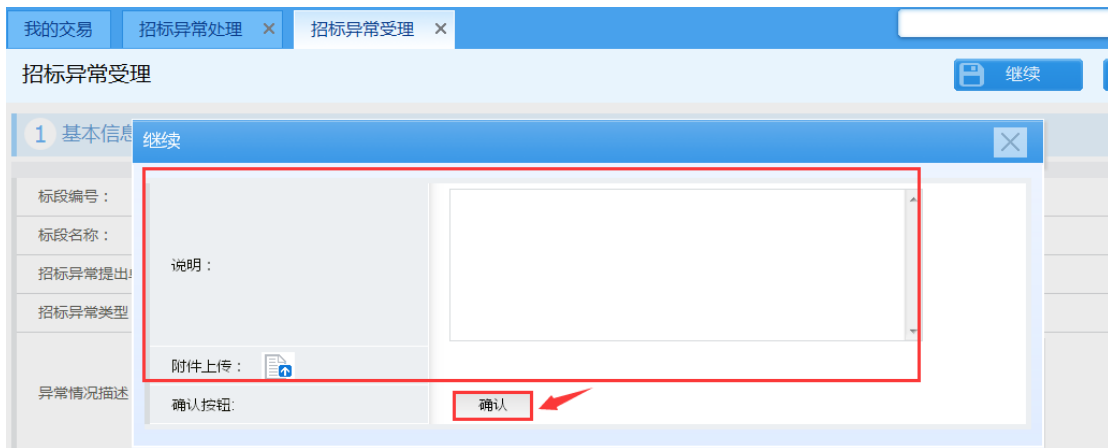 我的交易 招标异常处理 × 招标异常受理 ×
招标异常受理 继续
1 基本信息
继续
标段编号：
标段名称：
说明：
招标异常提出
招标异常类型
附件上传：
异常情况描述
确认按钮: 确认